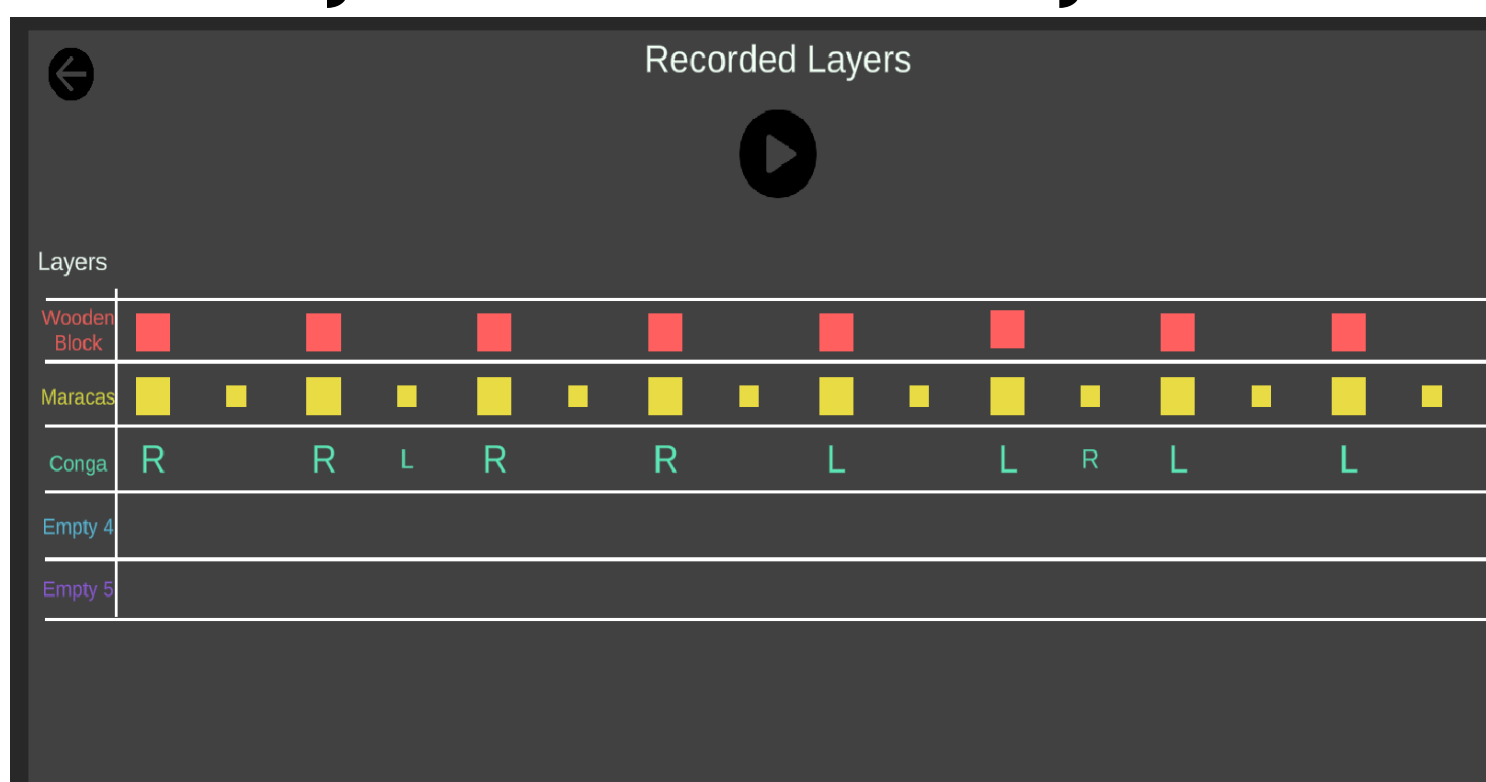 Recorded Layers
Layers
Wooden
Block
Maracas
Conga R R L R R L L R L L
Empty 4
Empty 5